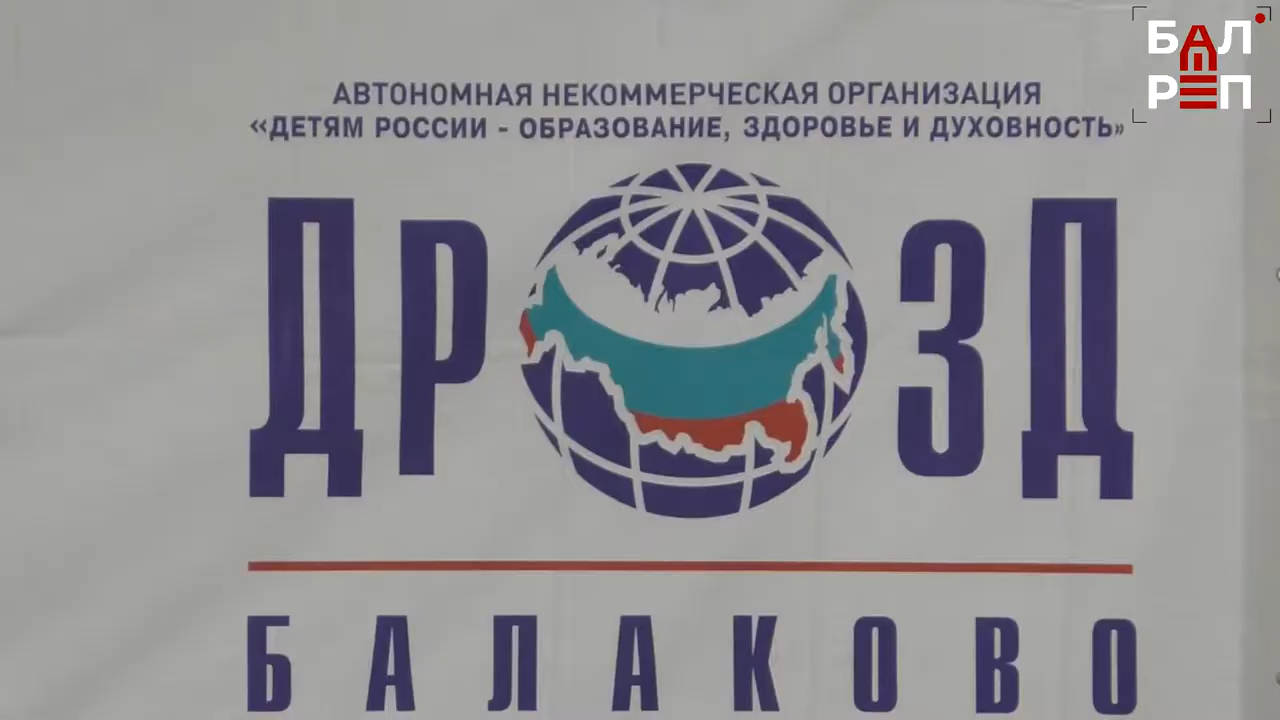 БАЛ
РЕП
АВТОНОМНАЯ НЕКОММЕРЧЕСКАЯ ОРГАНИЗАЦИЯ
«ДЕТЯМ РОССИИ - ОБРАЗОВАНИЕ, ЗДОРОВЬЕ И ДУХОВНОСТЬ»
ДРОЗД
БАЛАКОВО